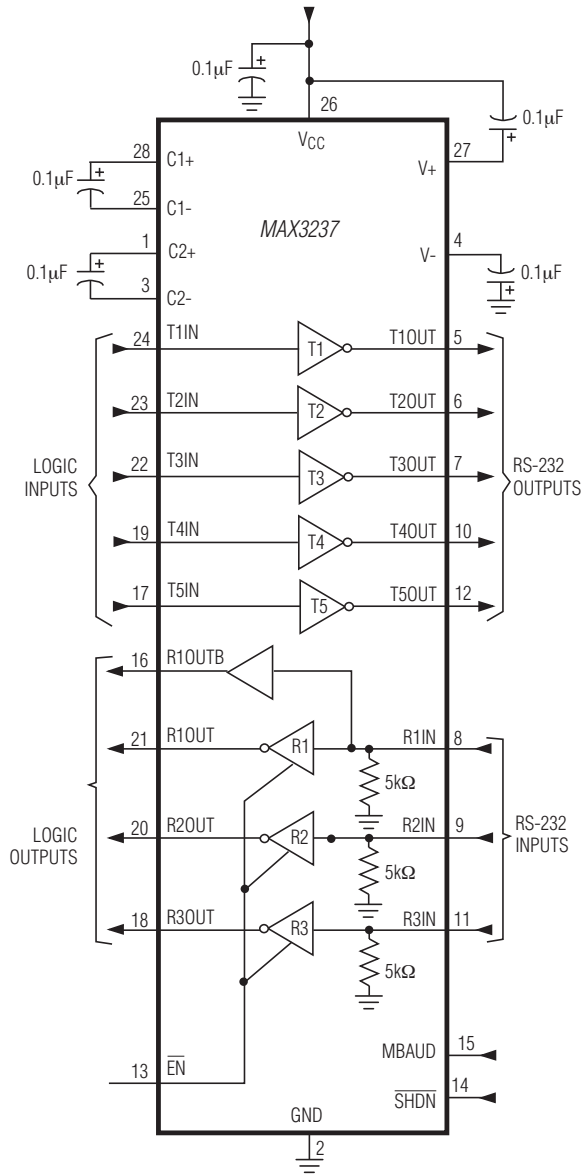 0.1µF
26
0.1µF
VCC
28
C1+
V+
27
0.1µF
25
C1-
MAX3237
1
C2+
V-
4
0.1µF
3
C2-
0.1µF
24
T1IN
T1
T1OUT
5
23
T2IN
T2
T2OUT
6
LOGIC
INPUTS
22
T3IN
T3
T3OUT
7
RS-232
OUTPUTS
19
T4IN
T4
T4OUT
10
17
T5IN
T5
T5OUT
12
16
R1OUTB
21
R1OUT
R1
R1IN
8
5kΩ
LOGIC
OUTPUTS
20
R2OUT
R2
R2IN
9
RS-232
INPUTS
5kΩ
18
R3OUT
R3
R3IN
11
5kΩ
MBAUD
15
13
EN
SHDN
14
GND
2